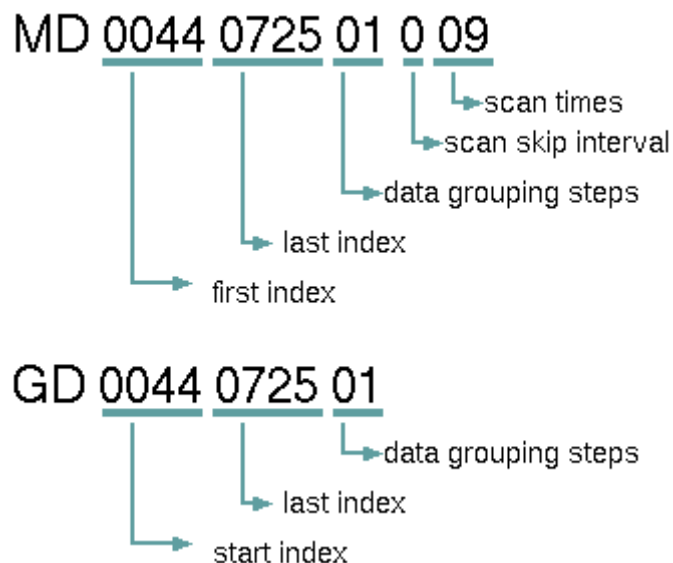 MD 0044 0725 01 0 09
scan times
scan skip interval
data grouping steps
last index
first index
GD 0044 0725 01
data grouping steps
last index
start index